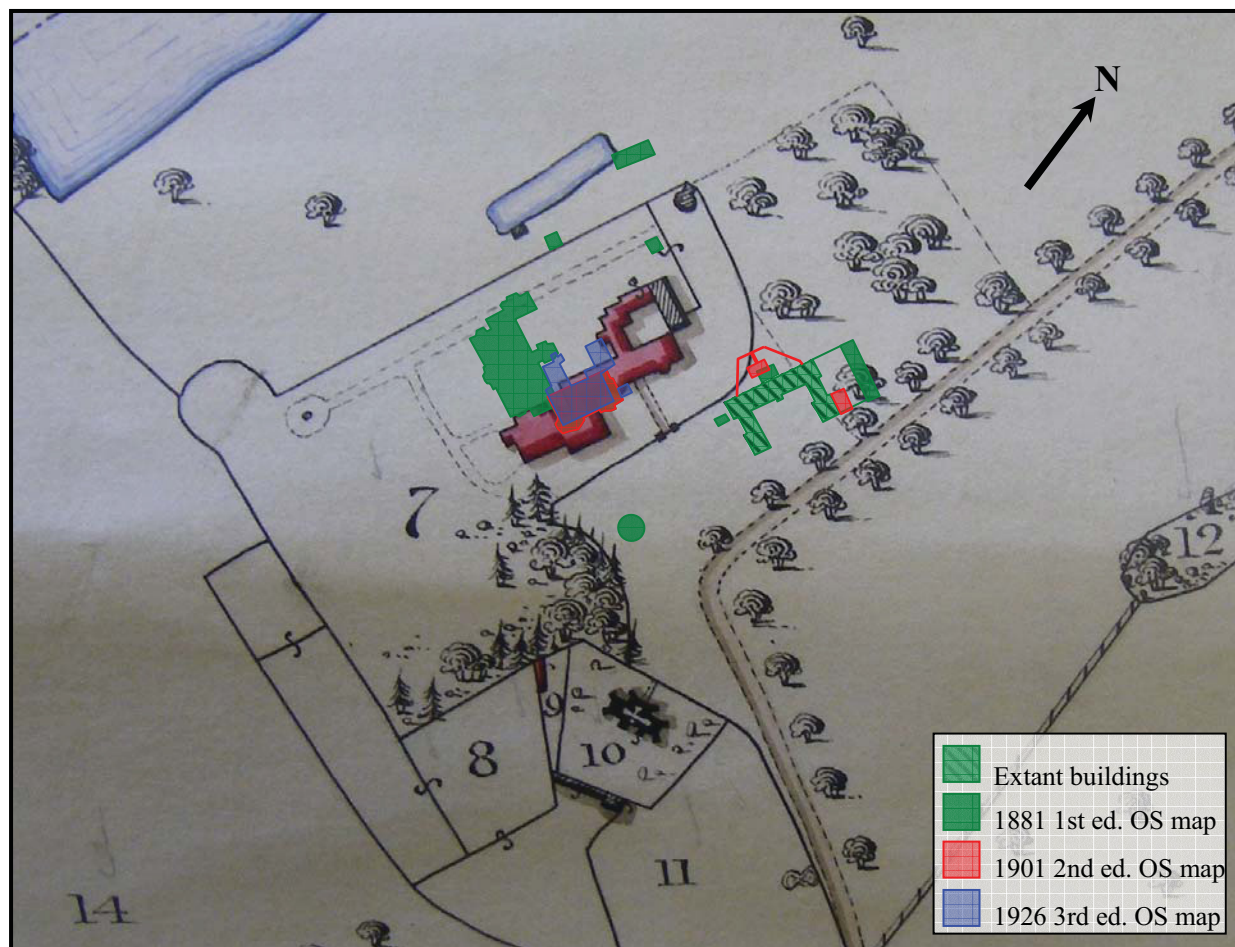 N
7
12
9
8
10
11
14
Extant buildings
1881 1st ed. OS map
1901 2nd ed. OS map
1926 3rd ed. OS map